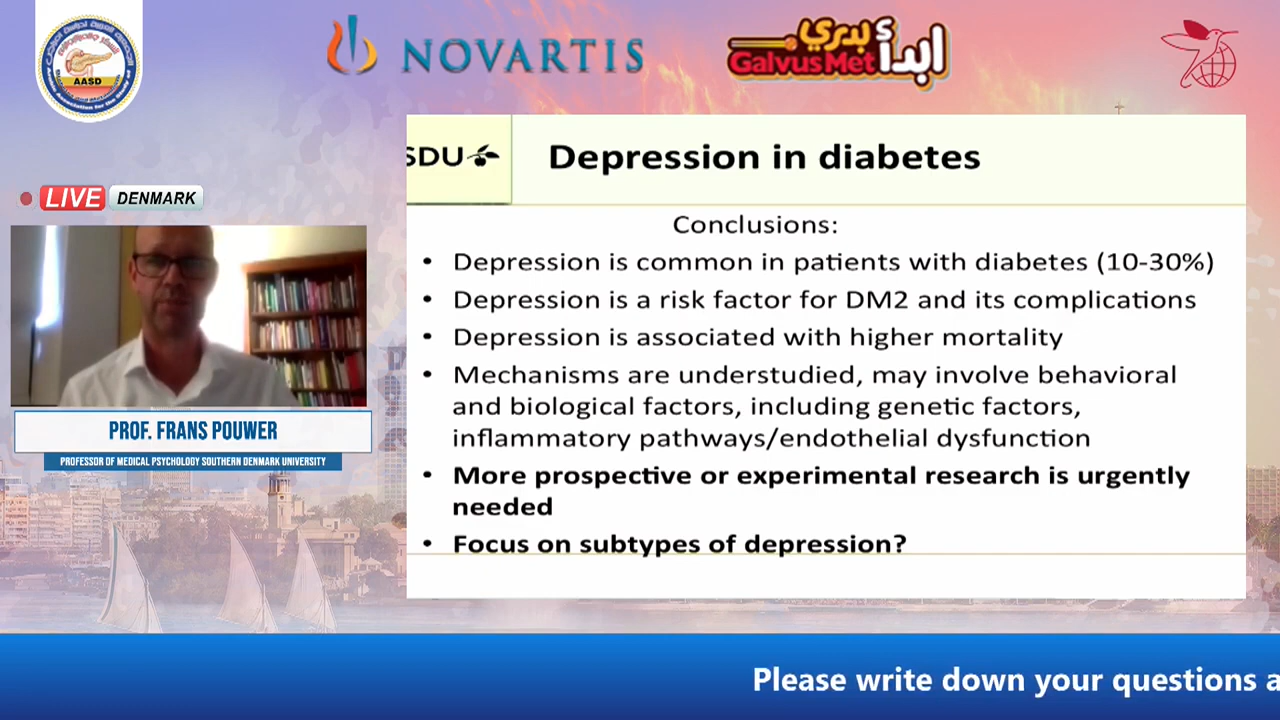 AASD
NOVARTIS
ابدأ بدري
GalvusMet
LIVE
DENMARK
PROF. FRANS POUWER
PROFESSOR OF MEDICAL PSYCHOLOGY SOUTHERN DENMARK UNIVERSITY
SDU
Depression in diabetes
Conclusions:
• Depression is common in patients with diabetes (10-30%)
• Depression is a risk factor for DM2 and its complications
• Depression is associated with higher mortality
• Mechanisms are understudied, may involve behavioral
and biological factors, including genetic factors,
inflammatory pathways/endothelial dysfunction
• More prospective or experimental research is urgently
needed
• Focus on subtypes of depression?
Please write down your questions a